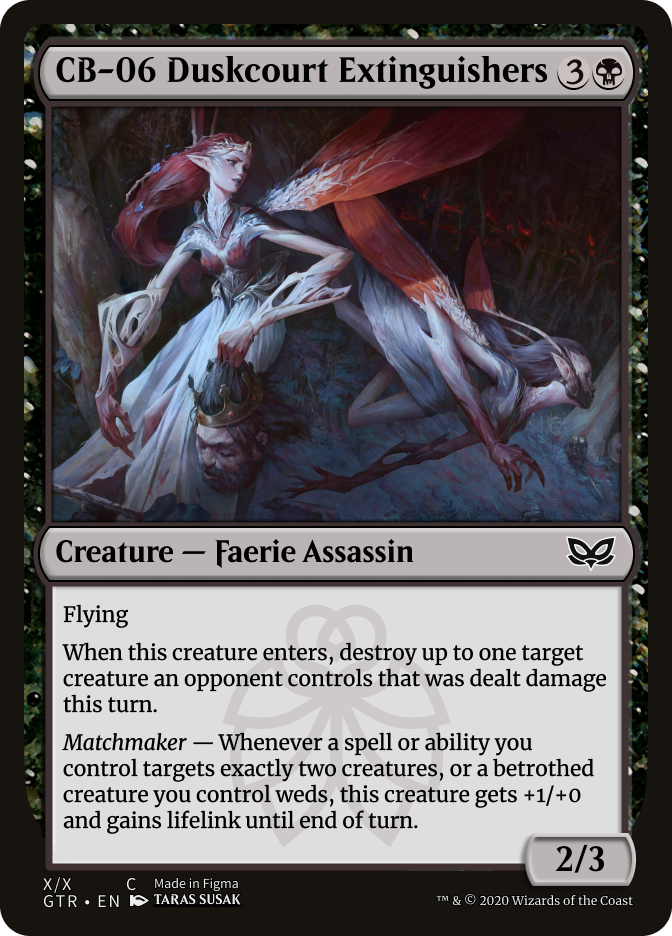 CB-06 Duskcourt Extinguishers 3
Creature — Faerie Assassin
Flying
When this creature enters, destroy up to one target
creature an opponent controls that was dealt damage
this turn.
Matchmaker — Whenever a spell or ability you
control targets exactly two creatures, or a betrothed
creature you control weds, this creature gets +1/+0
and gains lifelink until end of turn.
2/3
X/X C Made in Figma
GTR • EN TARAS SUSAK ™ & © 2020 Wizards of the Coast